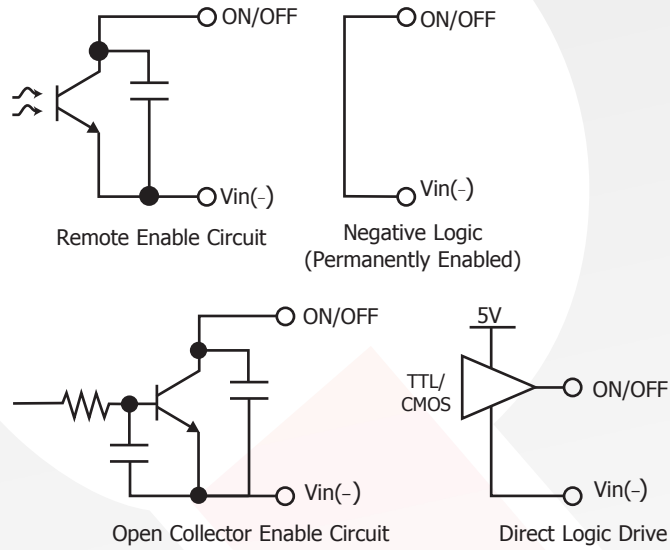 ON/OFF
Vin(-)
Remote Enable Circuit
ON/OFF
Vin(-)
Negative Logic
(Permanently Enabled)
ON/OFF
Vin(-)
Open Collector Enable Circuit
5V
TTL/
CMOS
ON/OFF
Vin(-)
Direct Logic Drive